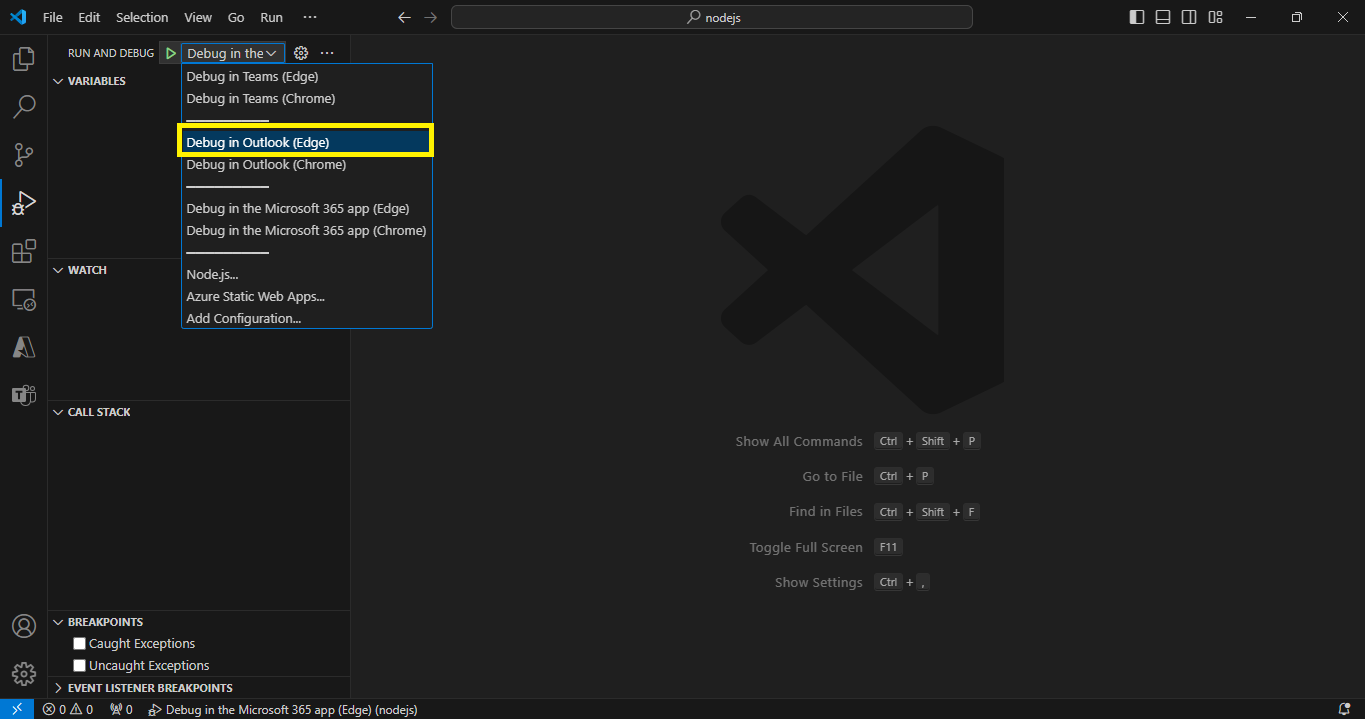 File Edit Selection View Go Run ··· nodejs
RUN AND DEBUG Debug in the ···
VARIABLES
Debug in Teams (Edge)
Debug in Teams (Chrome)
Debug in Outlook (Edge)
Debug in Outlook (Chrome)
Debug in the Microsoft 365 app (Edge)
Debug in the Microsoft 365 app (Chrome)
Node.js...
Azure Static Web Apps...
Add Configuration...
WATCH
CALL STACK
Show All Commands Ctrl + Shift + P
Go to File Ctrl + P
Find in Files Ctrl + Shift + F
Toggle Full Screen F11
Show Settings Ctrl + ,
BREAKPOINTS
Caught Exceptions
Uncaught Exceptions
EVENT LISTENER BREAKPOINTS
0 0 0 Debug in the Microsoft 365 app (Edge) (nodejs)